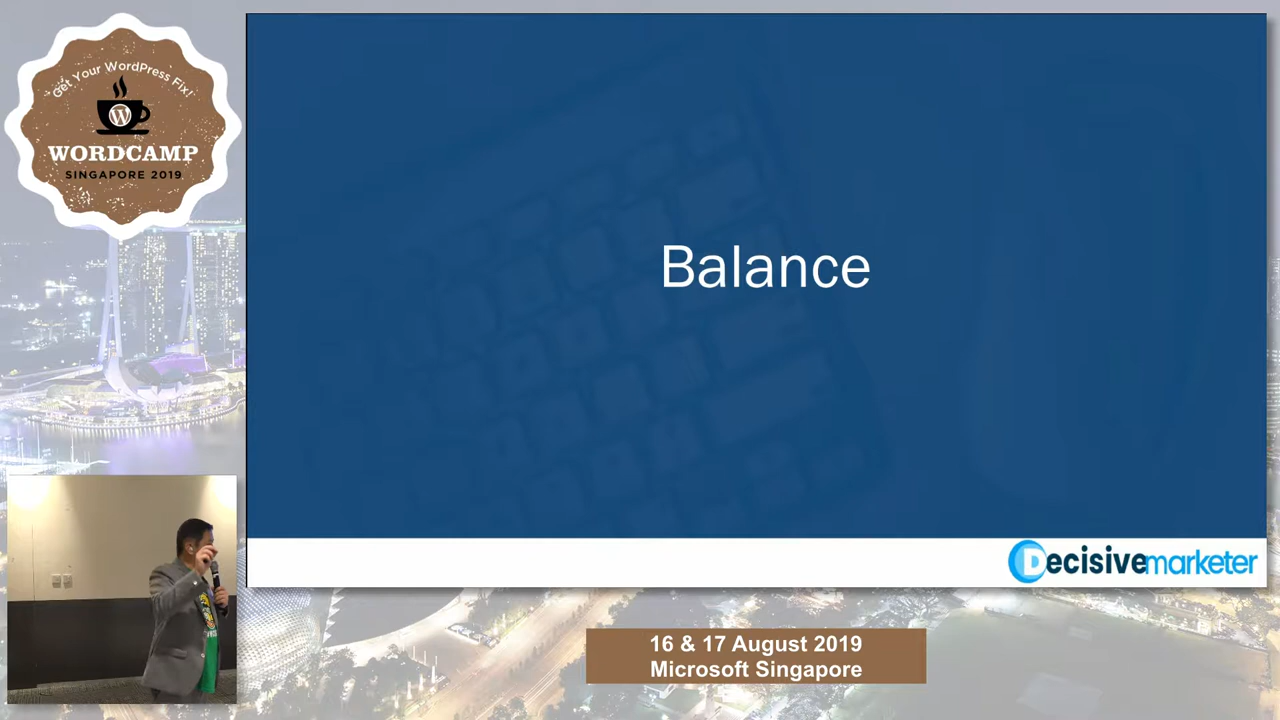 Get Your WordPress Fix!
W
WORDCAMP
SINGAPORE 2019
Balance
Decisivemarketer
16 & 17 August 2019
Microsoft Singapore